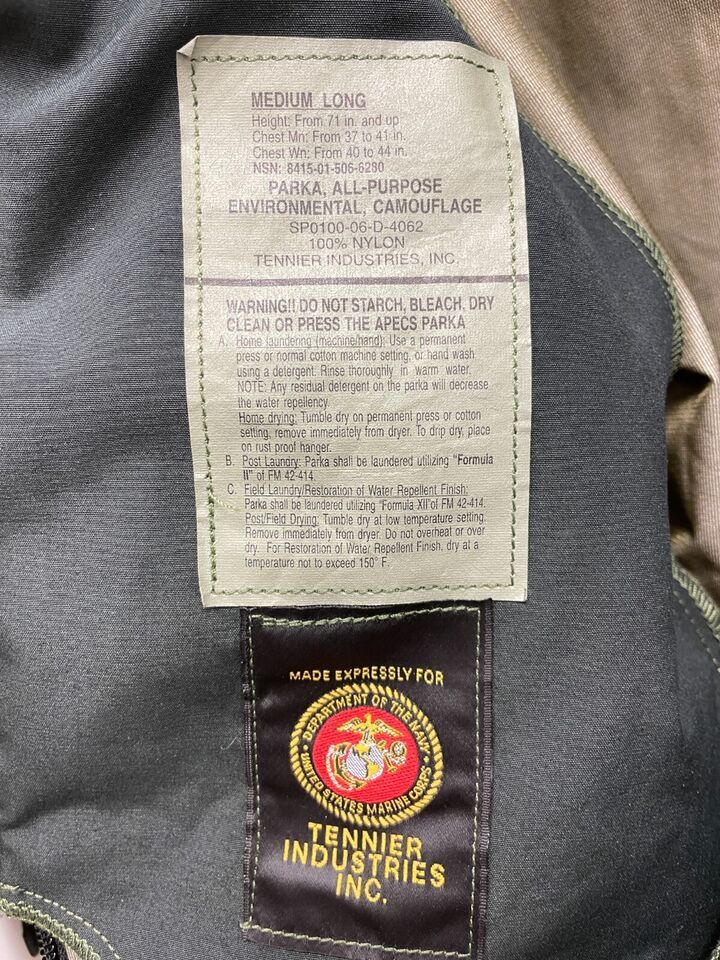 MEDIUM LONG
Height: From 71 in. and up
Chest Mn: From 37 to 41 in.
Chest Wn: From 40 to 44 in.
NSN: 8415-01-506-6280
PARKA, ALL-PURPOSE
ENVIRONMENTAL, CAMOUFLAGE
SP0100-06-D-4062
100% NYLON
TENNIER INDUSTRIES, INC.
WARNING!! DO NOT STARCH, BLEACH, DRY
CLEAN OR PRESS THE APECS PARKA
A. Home laundering (machine/hand): Use a permanent
press or normal cotton machine setting, or hand wash
using a detergent. Rinse thoroughly in warm water.
NOTE: Any residual detergent on the parka will decrease
the water repellency.
Home drying: Tumble dry on permanent press or cotton
setting, remove immediately from dryer. To drip dry, place
on rust proof hanger.
B. Post Laundry: Parka shall be laundered utilizing "Formula
II" of FM 42-414.
C. Field Laundry/Restoration of Water Repellent Finish:
Parka shall be laundered utilizing "Formula XII"of FM 42-414.
Post/Field Drying: Tumble dry at low temperature setting.
Remove immediately from dryer. Do not overheat or over
dry. For Restoration of Water Repellent Finish, dry at a
temperature not to exceed 150° F.
MADE EXPRESSLY FOR
DEPARTMENT OF THE NAVY
UNITED STATES MARINE CORPS
TENNIER
INDUSTRIES
INC.